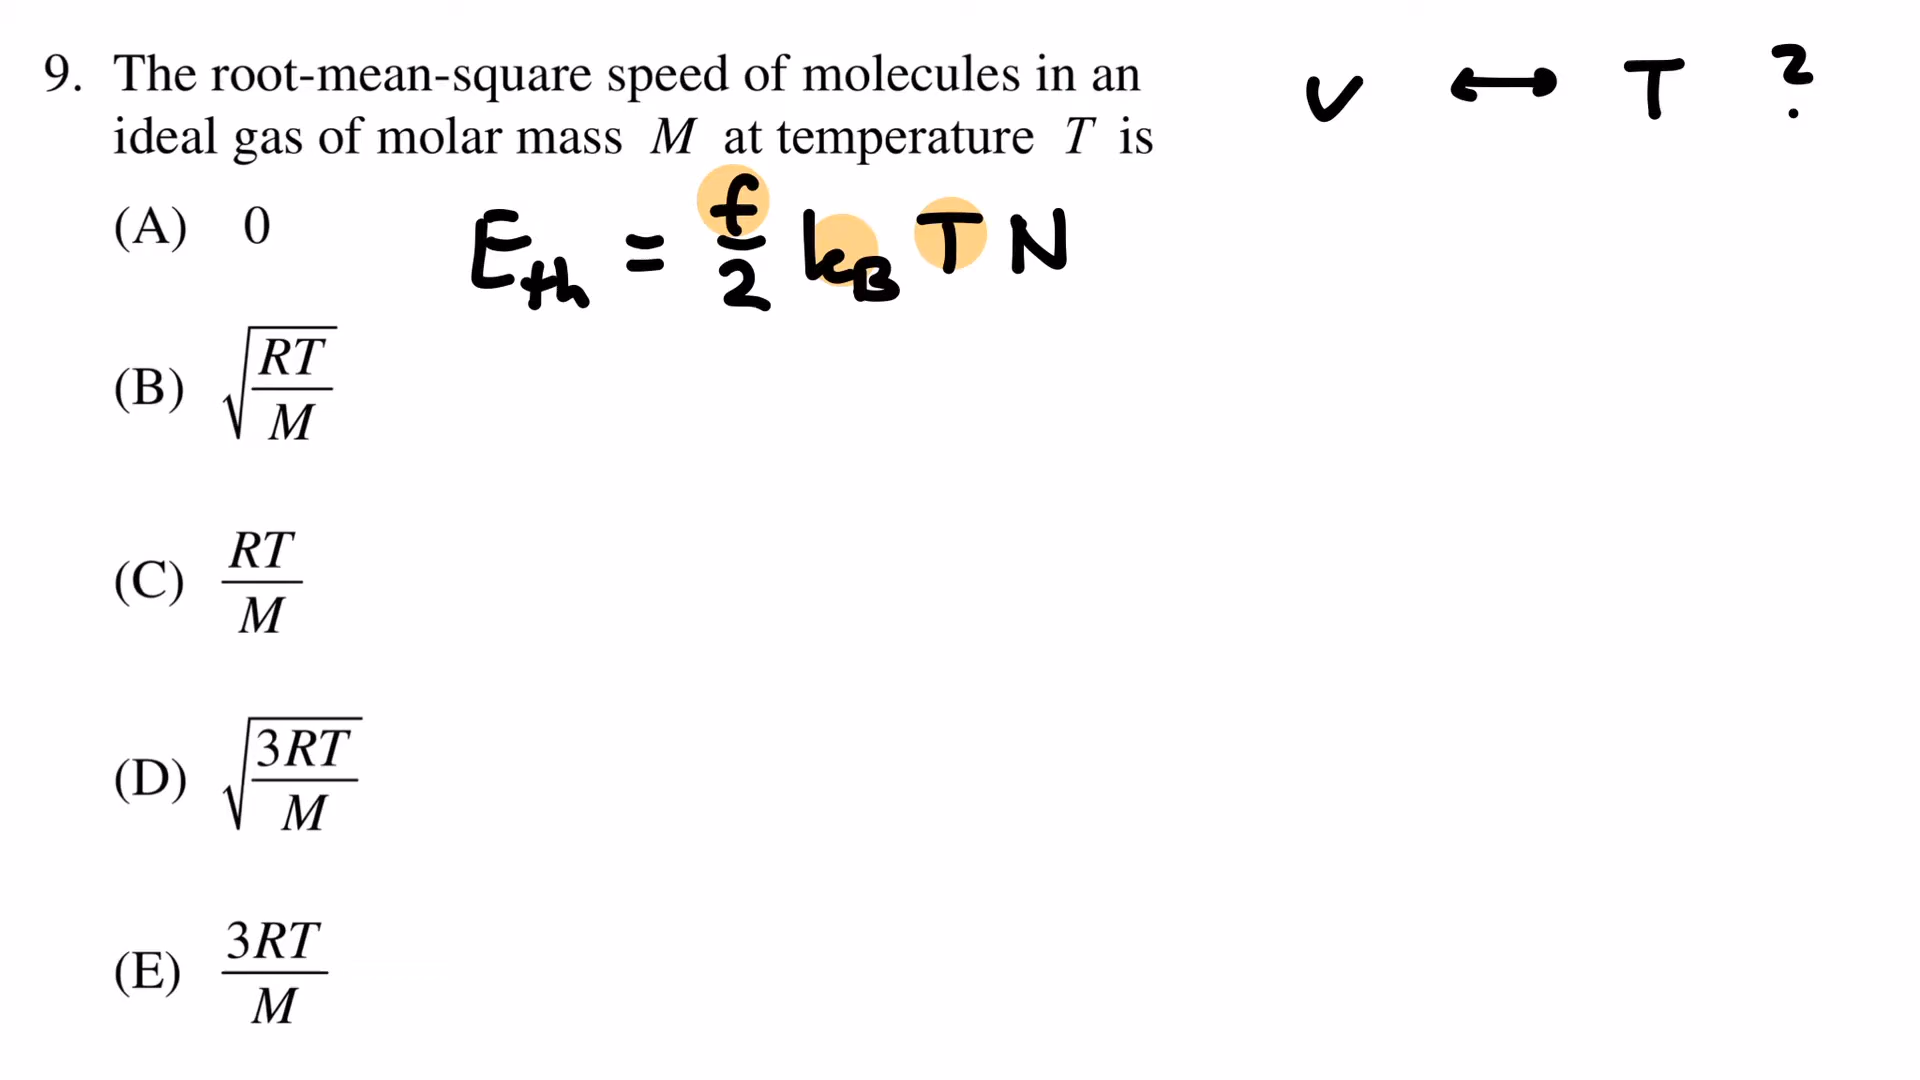 9. The root-mean-square speed of molecules in an
ideal gas of molar mass M at temperature T is
v ↔ T ?
(A) 0
E_th = f/2 k_B T N
(B) √(RT/M)
(C) RT/M
(D) √(3RT/M)
(E) 3RT/M